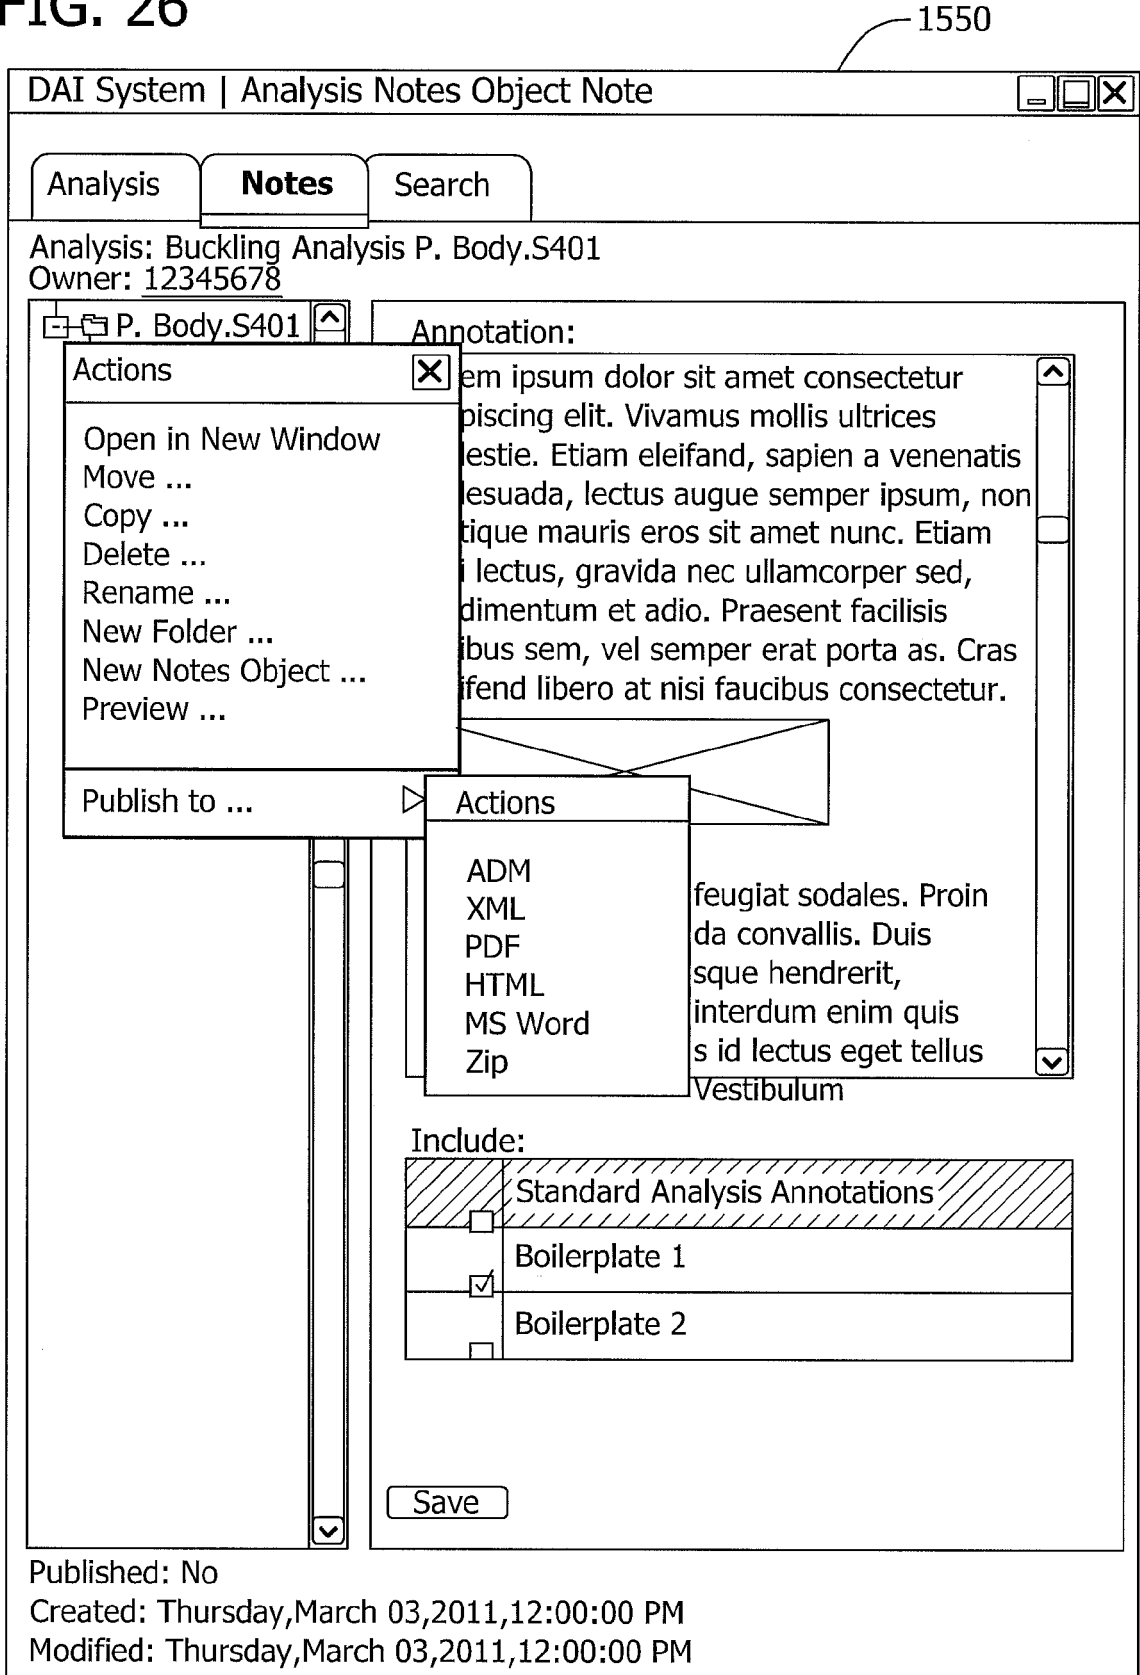 FIG. 26
1550
DAI System | Analysis Notes Object Note
Analysis
Notes
Search
Analysis: Buckling Analysis P. Body.S401
Owner: 12345678
P. Body.S401
Actions
Open in New Window
Move ...
Copy ...
Delete ...
Rename ...
New Folder ...
New Notes Object ...
Preview ...
Publish to ...
Actions
ADM
XML
PDF
HTML
MS Word
Zip
Annotation:
em ipsum dolor sit amet consectetur
piscing elit. Vivamus mollis ultrices
lestie. Etiam eleifand, sapien a venenatis
lesuada, lectus augue semper ipsum, non
tique mauris eros sit amet nunc. Etiam
i lectus, gravida nec ullamcorper sed,
dimentum et adio. Praesent facilisis
ibus sem, vel semper erat porta as. Cras
ifend libero at nisi faucibus consectetur.
feugiat sodales. Proin
da convallis. Duis
sque hendrerit,
interdum enim quis
s id lectus eget tellus
Vestibulum
Include:
Standard Analysis Annotations
Boilerplate 1
Boilerplate 2
Save
Published: No
Created: Thursday,March 03,2011,12:00:00 PM
Modified: Thursday,March 03,2011,12:00:00 PM